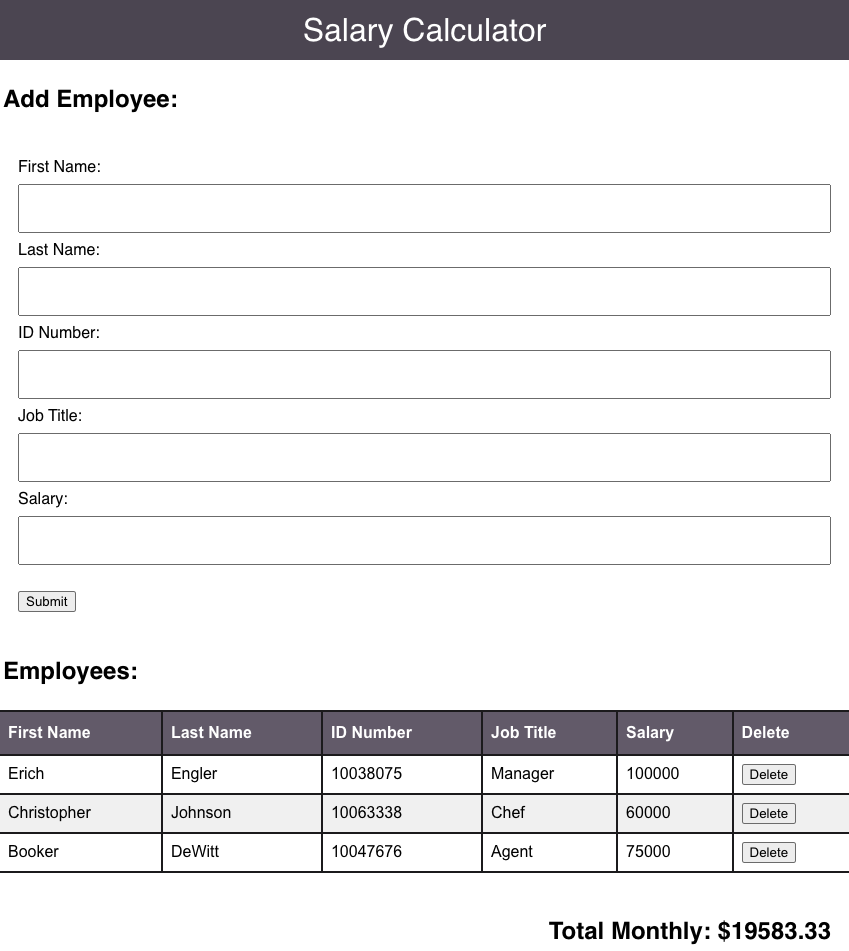 Salary Calculator
Add Employee:
First Name:
Last Name:
ID Number:
Job Title:
Salary:
Submit
Employees:
First Name Last Name ID Number Job Title Salary Delete
Erich Engler 10038075 Manager 100000 Delete
Christopher Johnson 10063338 Chef 60000 Delete
Booker DeWitt 10047676 Agent 75000 Delete
Total Monthly: $19583.33